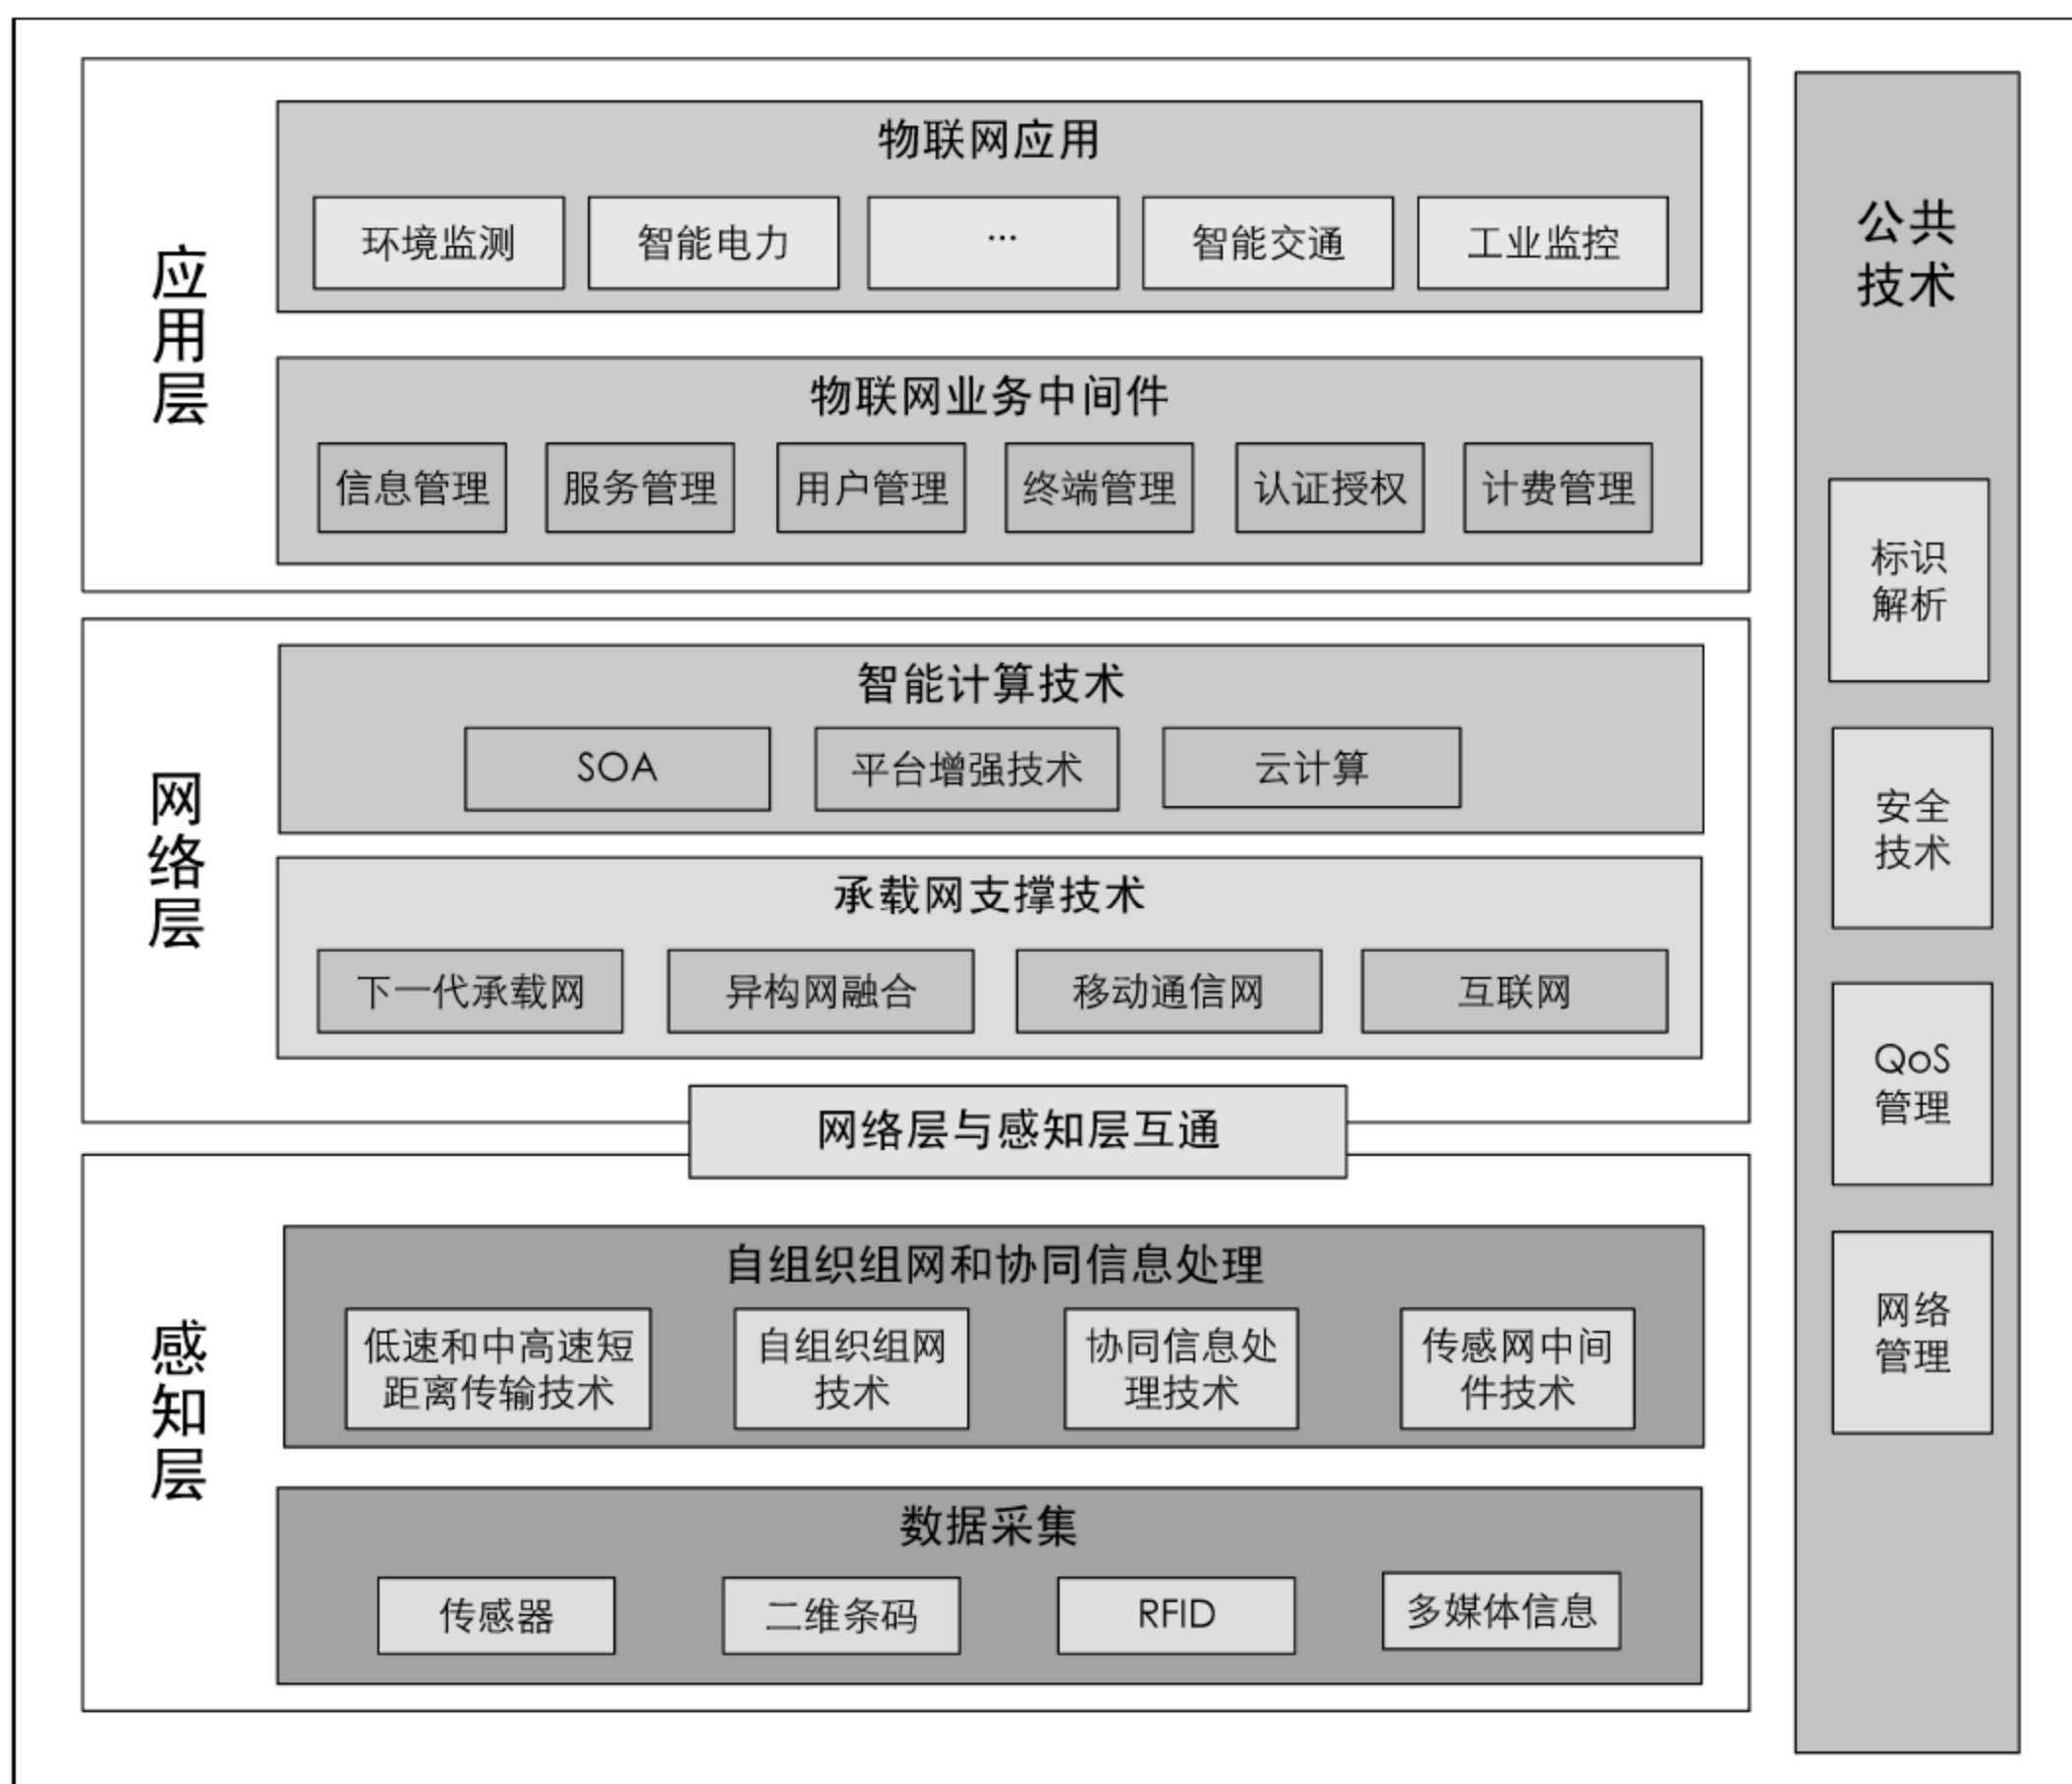 应用层
物联网应用
环境监测
智能电力
...
智能交通
工业监控
物联网业务中间件
信息管理
服务管理
用户管理
终端管理
认证授权
计费管理
网络层
智能计算技术
SOA
平台增强技术
云计算
承载网支撑技术
下一代承载网
异构网融合
移动通信网
互联网
网络层与感知层互通
感知层
自组织组网和协同信息处理
低速和中高速短
距离传输技术
自组织组网
技术
协同信息处
理技术
传感网中间
件技术
数据采集
传感器
二维条码
RFID
多媒体信息
公共
技术
标识
解析
安全
技术
QoS
管理
网络
管理